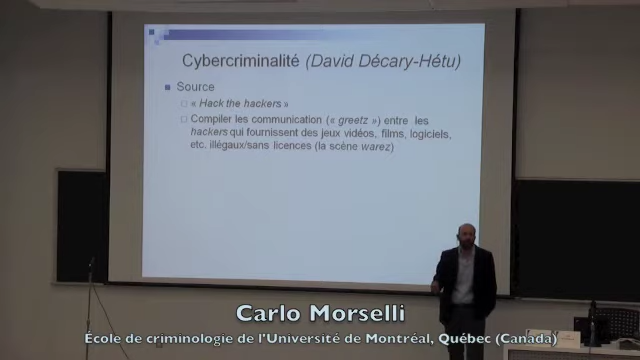 Cybercriminalité (David Décary-Hétu)
Source
« Hack the hackers »
Compiler les communication (« greetz ») entre les
hackers qui fournissent des jeux vidéos, films, logiciels,
etc. illégaux/sans licences (la scène warez)
Carlo Morselli
École de criminologie de l'Université de Montréal, Québec (Canada)